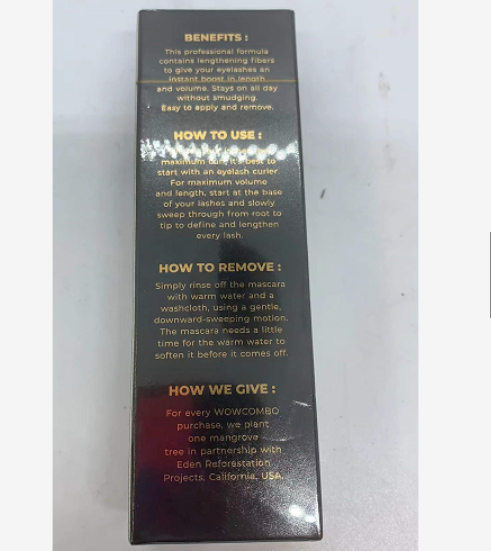 BENEFITS :
This professional formula
contains lengthening fibers
to give your eyelashes an
instant boost in length
and volume. Stays on all day
without smudging.
Easy to apply and remove.
HOW TO USE :
maximum curl, it's best to
start with an eyelash curler.
For maximum volume
and length, start at the base
of your lashes and slowly
sweep through from root to
tip to define and lengthen
every lash.
HOW TO REMOVE :
Simply rinse off the mascara
with warm water and a
washcloth, using a gentle,
downward-sweeping motion.
The mascara needs a little
time for the warm water to
soften it before it comes off.
HOW WE GIVE :
For every WOWCOMBO
purchase, we plant
one mangrove
tree in partnership with
Eden Reforestation
Projects, California, USA.